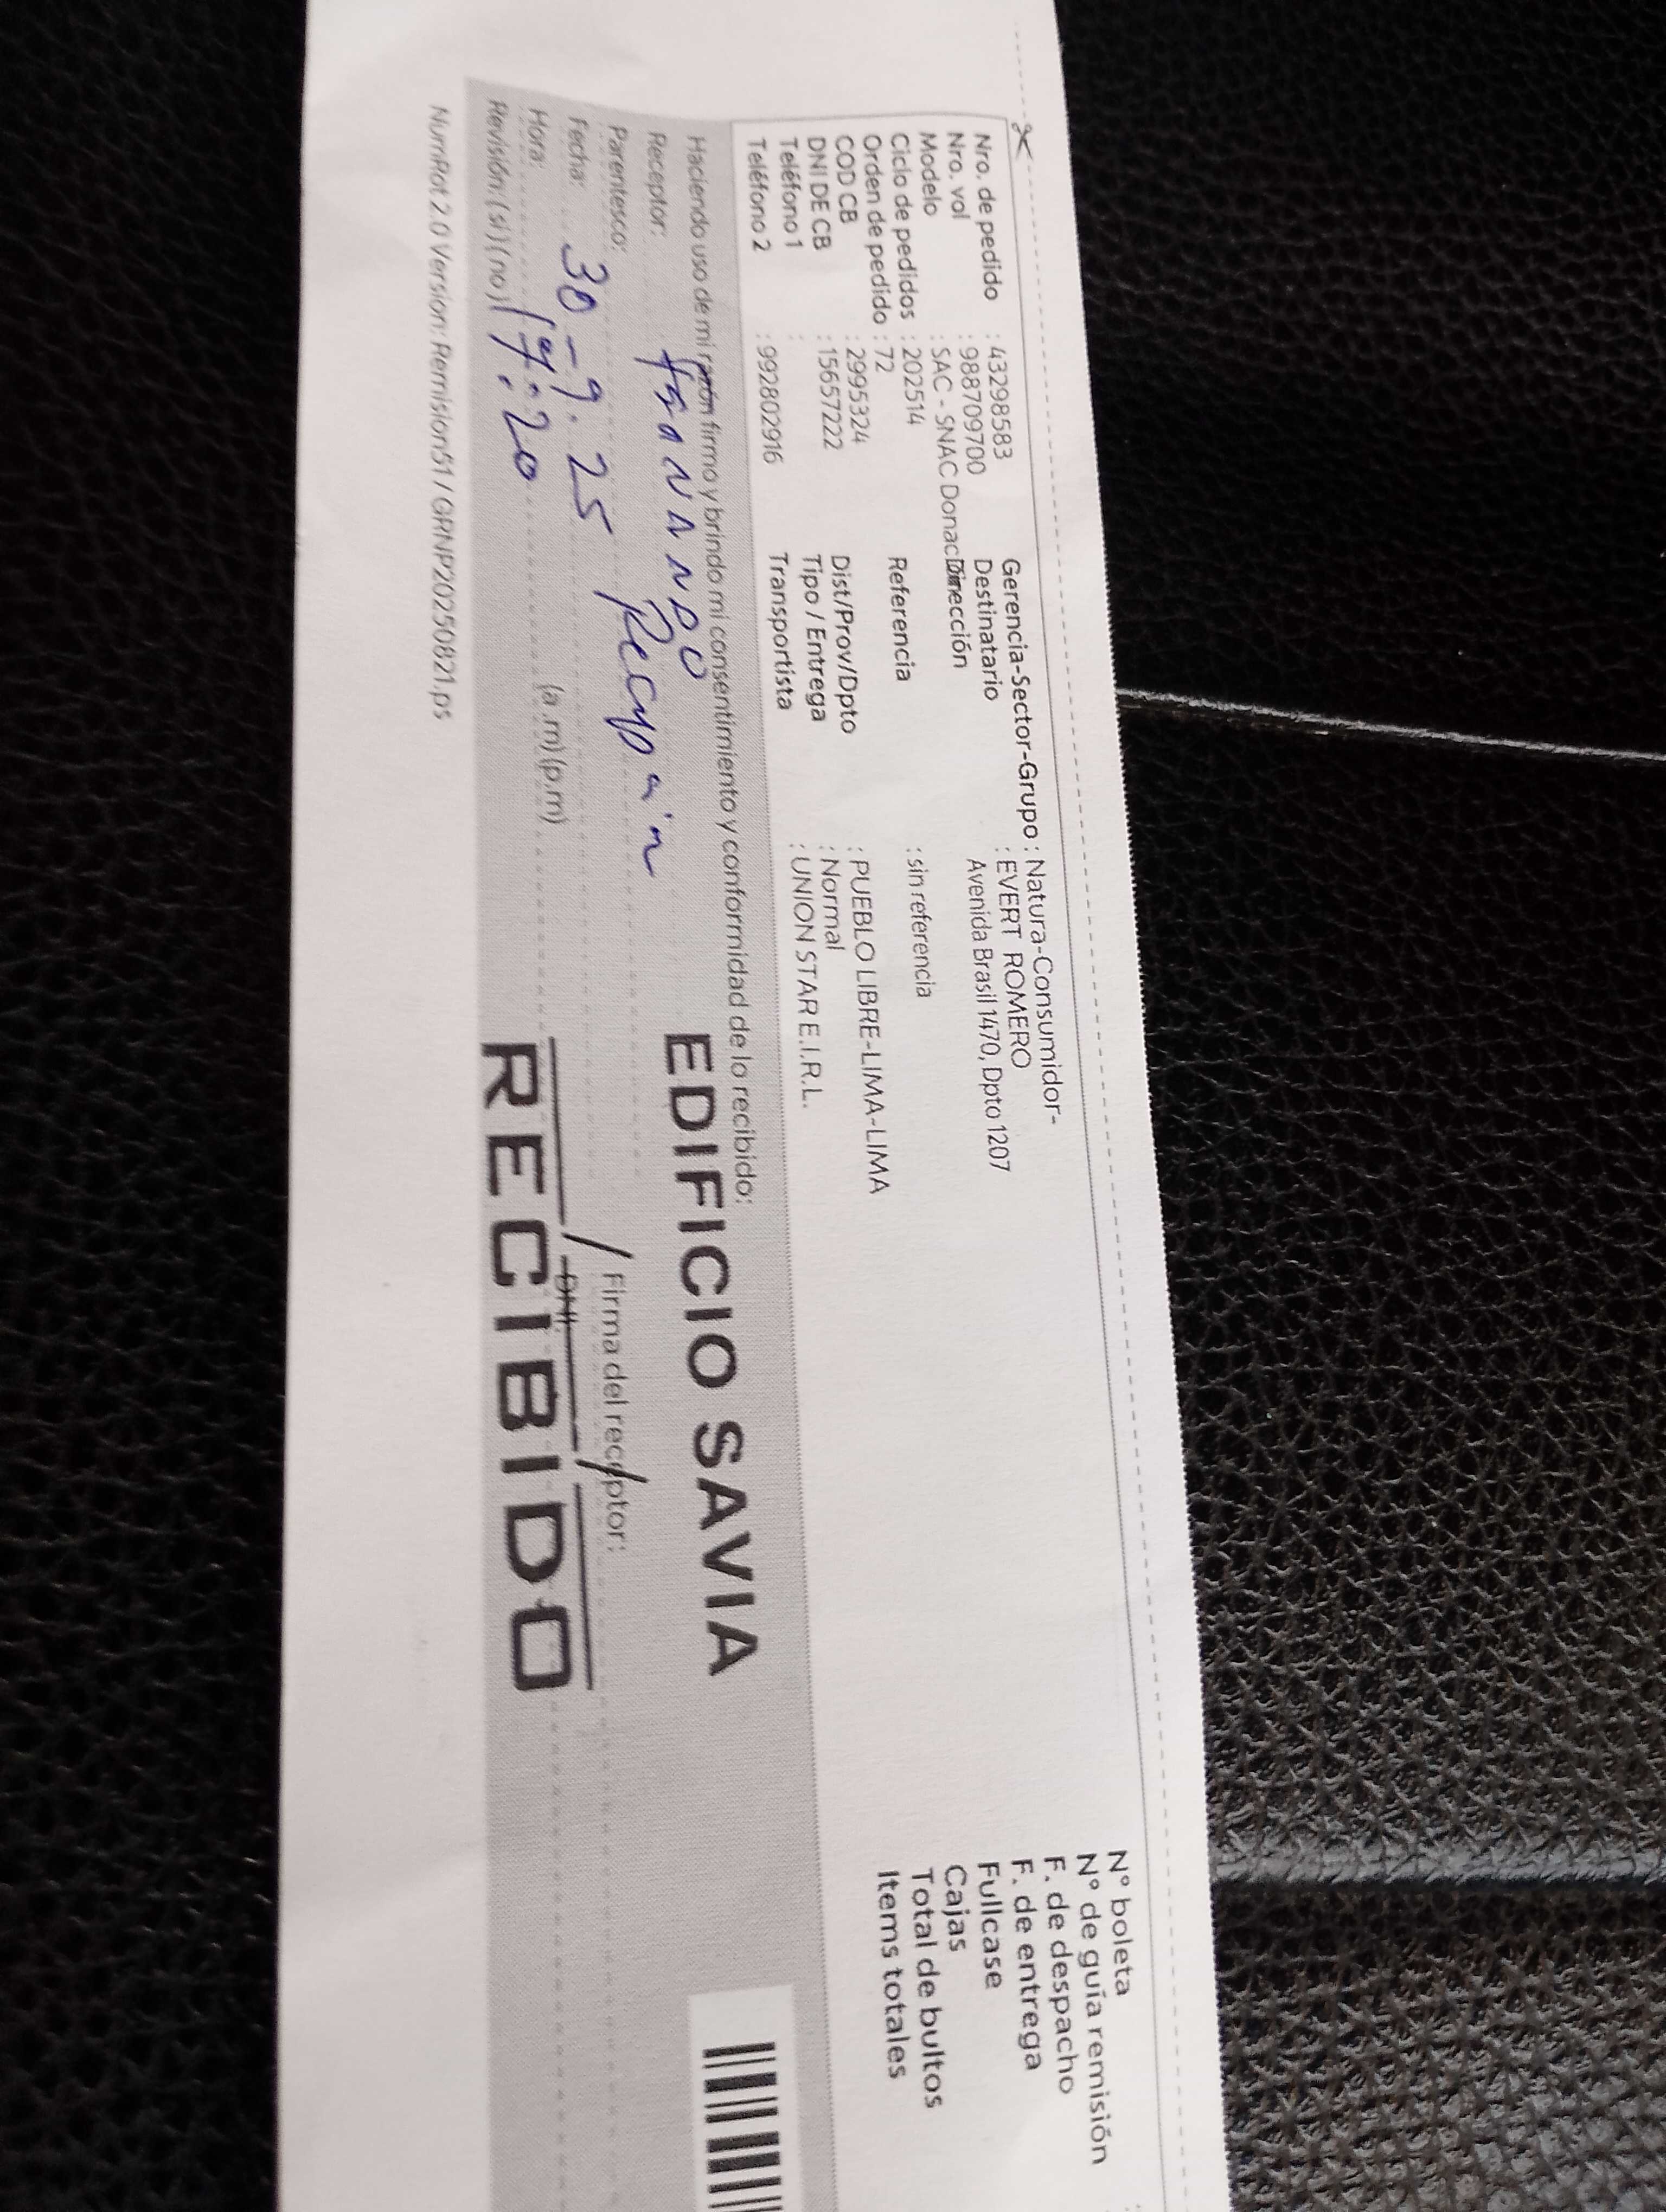 Nro. de pedido : 43298583
Nro. vol : 988709700
Modelo : SAC - SNAC Donac
Ciclo de pedidos : 202514
Orden de pedido : 72
COD CB : 2995324
DNI DE CB : 15657222
Teléfono 1 :
Teléfono 2 : 992802916
Gerencia-Sector-Grupo : Natura-Consumidor-
Destinatario : EVERT ROMERO
Dirección Avenida Brasil 1470, Dpto 1207
Referencia : sin referencia
Dist/Prov/Dpto : PUEBLO LIBRE-LIMA-LIMA
Tipo / Entrega : Normal
Transportista : UNION STAR E.I.R.L.
N° boleta
N° de guía remisión
F. de despacho
F. de entrega
Fullcase
Cajas
Total de bultos
Items totales
Haciendo uso de mi razón firmo y brindo mi consentimiento y conformidad de lo recibido:
Receptor:
Parentesco:
Fecha: 30-9.25
Hora: 19:20 (a.m) (p.m)
Revisión: (si) (no)
Firma del receptor:
DNI:
EDIFICIO SAVIA
RECIBIDO
NumRot 2.0 Version: Remision51 / GRNP20250821.ps